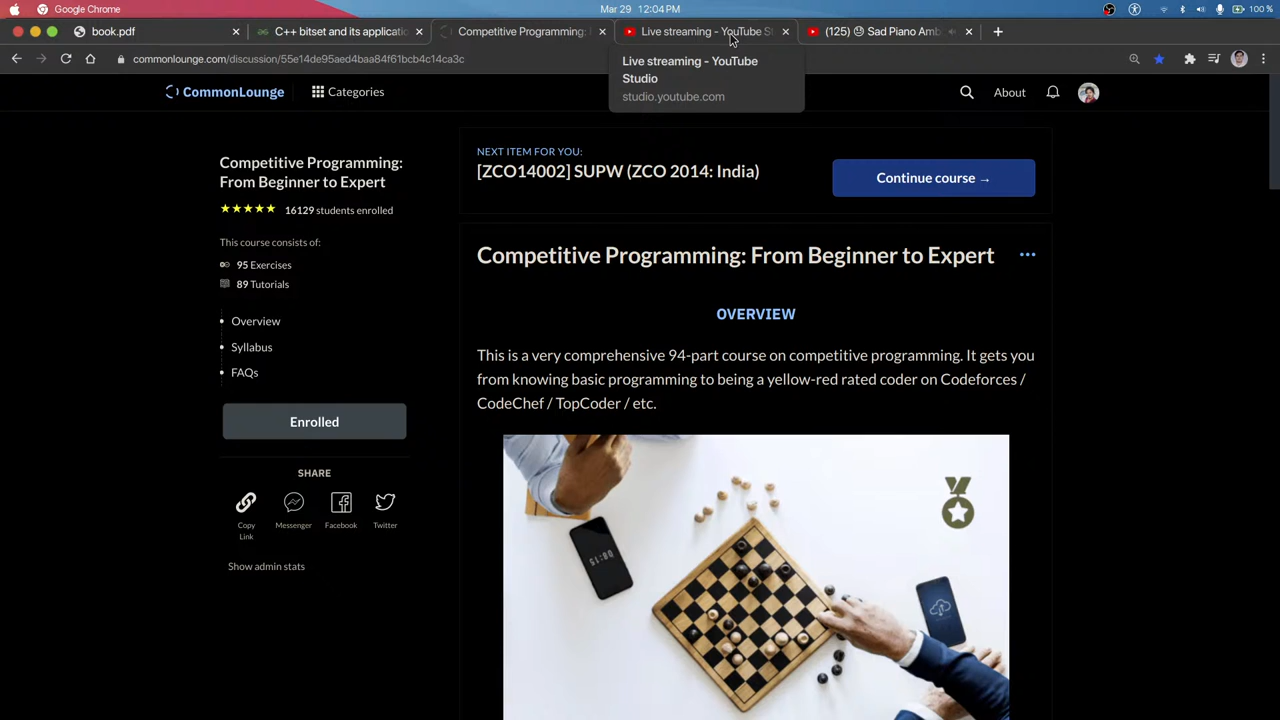 Google Chrome
Mar 29 12:04 PM
100 %
book.pdf
C++ bitset and its applicatio
Competitive Programming:
Live streaming - YouTube St
(125) 😓 Sad Piano Amb
commonlounge.com/discussion/55e14de95aed4baa84f61bcb4c14ca3c
Live streaming - YouTube
Studio
studio.youtube.com
CommonLounge
Categories
About
Competitive Programming:
From Beginner to Expert
★★★★★ 16129 students enrolled
This course consists of:
95 Exercises
89 Tutorials
Overview
Syllabus
FAQs
Enrolled
SHARE
Copy
Link
Messenger
Facebook
Twitter
Show admin stats
NEXT ITEM FOR YOU:
[ZCO14002] SUPW (ZCO 2014: India)
Continue course →
Competitive Programming: From Beginner to Expert
OVERVIEW
This is a very comprehensive 94-part course on competitive programming. It gets you
from knowing basic programming to being a yellow-red rated coder on Codeforces /
CodeChef / TopCoder / etc.